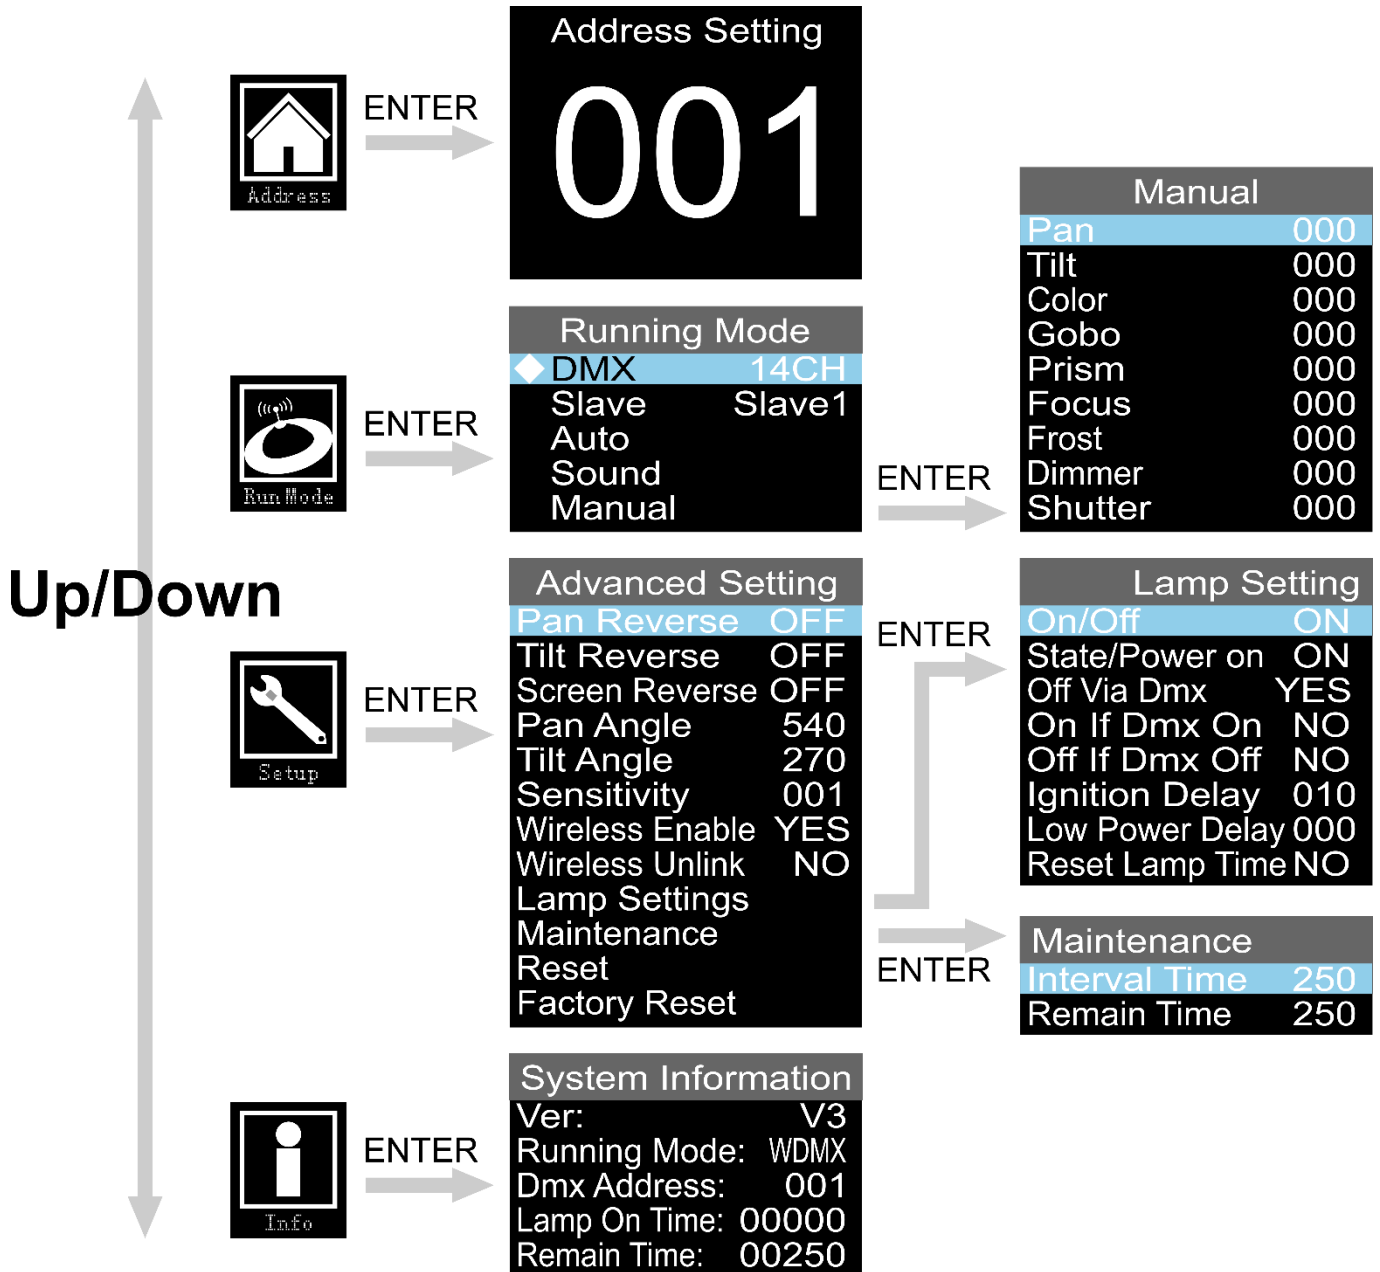 Up/Down
Address
ENTER
Address Setting
001
Run Mode
ENTER
Running Mode
DMX 14CH
Slave Slave1
Auto
Sound
Manual
ENTER
Manual
Pan 000
Tilt 000
Color 000
Gobo 000
Prism 000
Focus 000
Frost 000
Dimmer 000
Shutter 000
Setup
ENTER
Advanced Setting
Pan Reverse OFF
Tilt Reverse OFF
Screen Reverse OFF
Pan Angle 540
Tilt Angle 270
Sensitivity 001
Wireless Enable YES
Wireless Unlink NO
Lamp Settings
Maintenance
Reset
Factory Reset
ENTER
Lamp Setting
On/Off ON
State/Power on ON
Off Via Dmx YES
On If Dmx On NO
Off If Dmx Off NO
Ignition Delay 010
Low Power Delay 000
Reset Lamp Time NO
ENTER
Maintenance
Interval Time 250
Remain Time 250
Info
ENTER
System Information
Ver: V3
Running Mode: WDMX
Dmx Address: 001
Lamp On Time: 00000
Remain Time: 00250